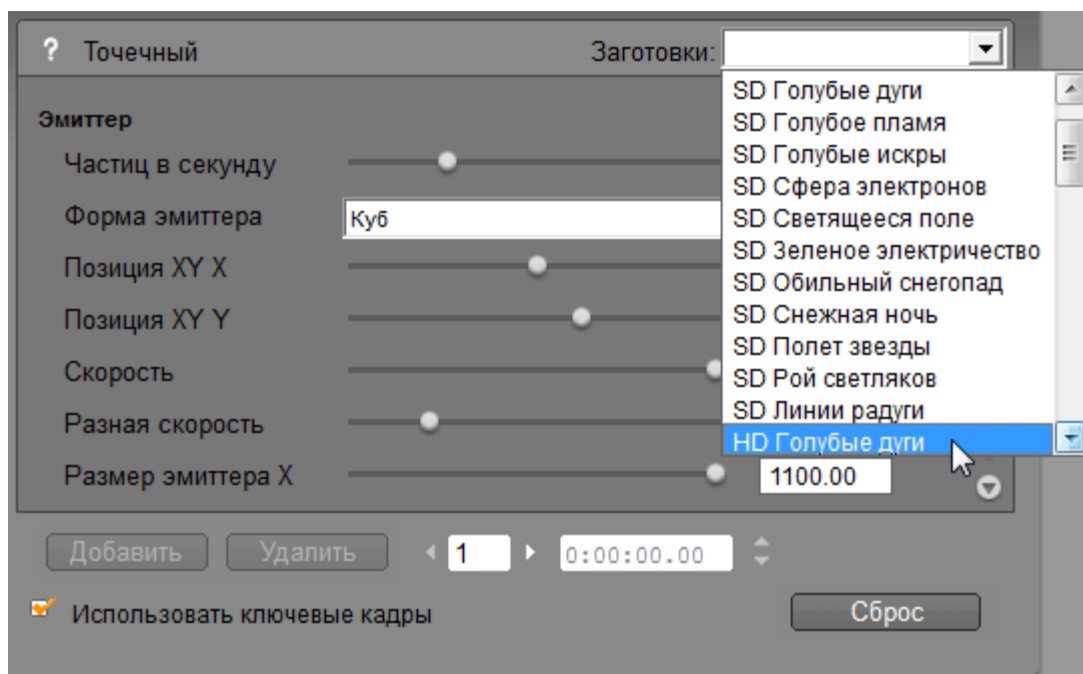 ? Точечный Заготовки:
SD Голубые дуги
SD Голубое пламя
SD Голубые искры
SD Сфера электронов
SD Светящееся поле
SD Зеленое электричество
SD Обильный снегопад
SD Снежная ночь
SD Полет звезды
SD Рой светляков
SD Линии радуги
HD Голубые дуги
Эмиттер
Частиц в секунду
Форма эмиттера Куб
Позиция XY X
Позиция XY Y
Скорость
Разная скорость
Размер эмиттера X 1100.00
Добавить Удалить 1 0:00:00.00
Использовать ключевые кадры Сброс